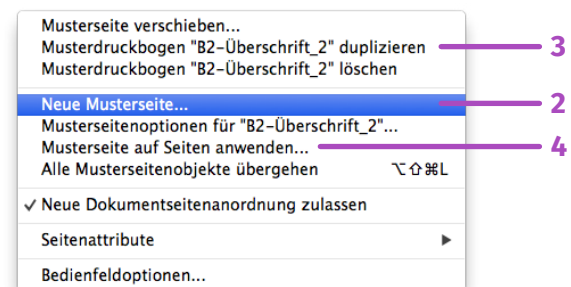 Musterseite verschieben...
Musterdruckbogen "B2-Überschrift_2" duplizieren 3
Musterdruckbogen "B2-Überschrift_2" löschen
Neue Musterseite... 2
Musterseitenoptionen für "B2-Überschrift_2"...
Musterseite auf Seiten anwenden... 4
Alle Musterseitenobjekte übergehen ⌥⇧⌘L
✓ Neue Dokumentseitenanordnung zulassen
Seitenattribute ▶
Bedienfeldoptionen...